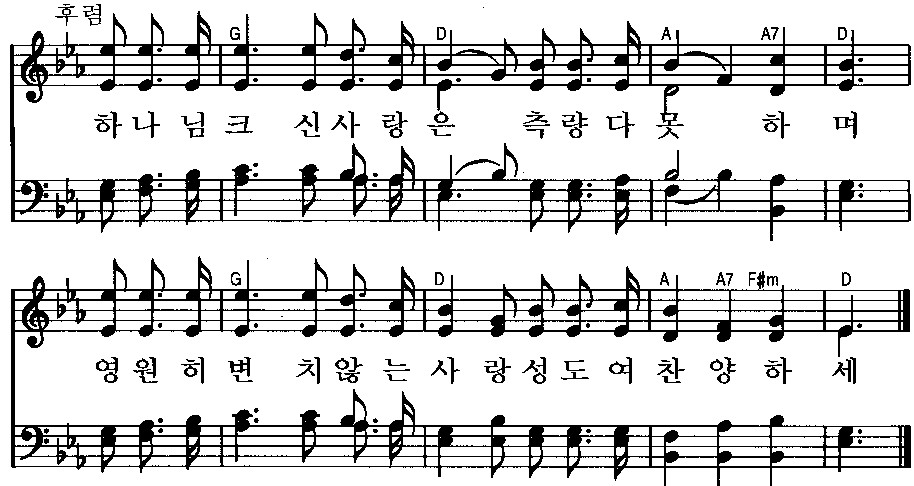 후렴
G D A A7 D
하나님크 신사랑은 측량다못 하며
G D A A7 F#m D
영원히변 치않는사랑성도여찬양하세